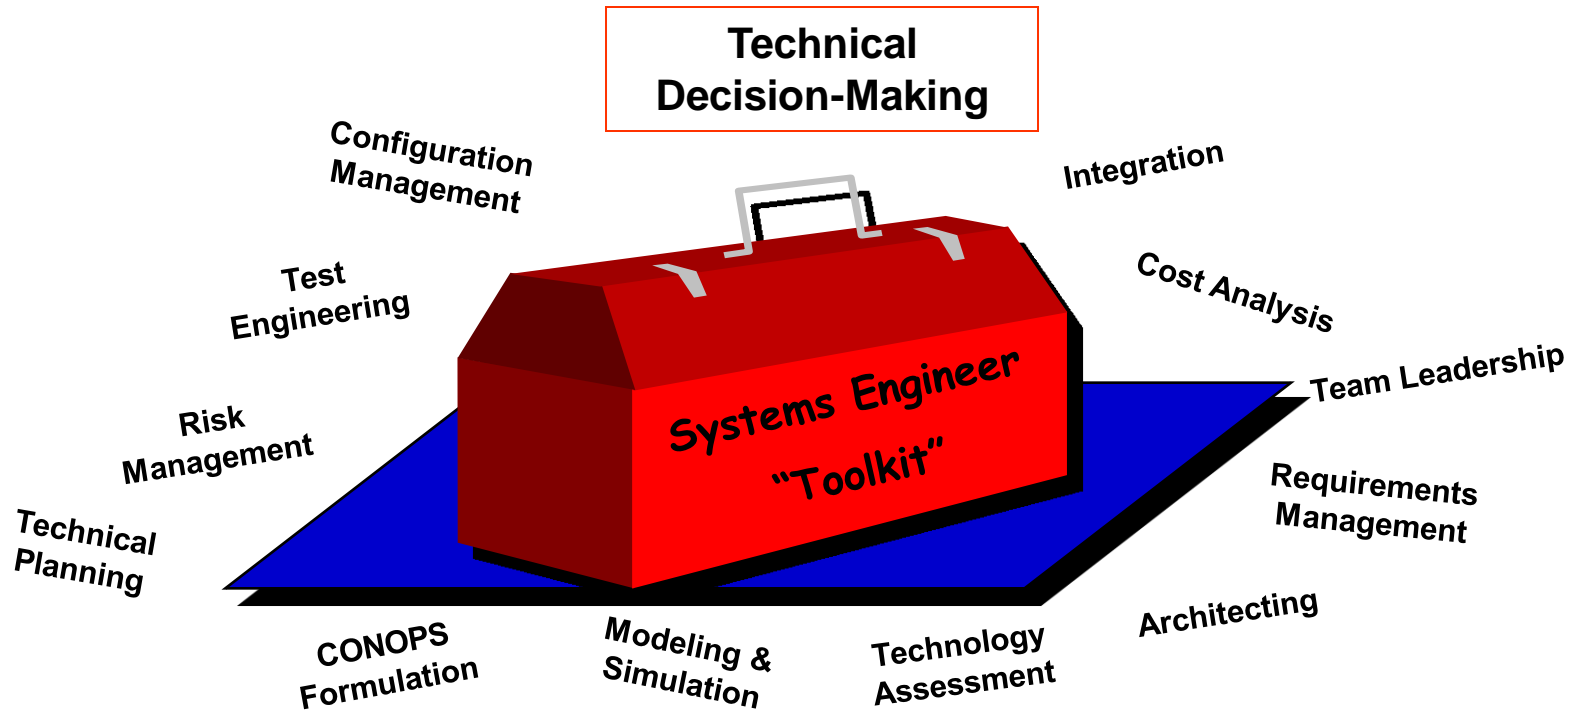 Technical
Decision-Making
Configuration
Management
Integration
Test
Engineering
Cost Analysis
Team Leadership
Systems Engineer
“Toolkit”
Risk
Management
Requirements
Management
Technical
Planning
Architecting
CONOPS
Formulation
Modeling &
Simulation
Technology
Assessment